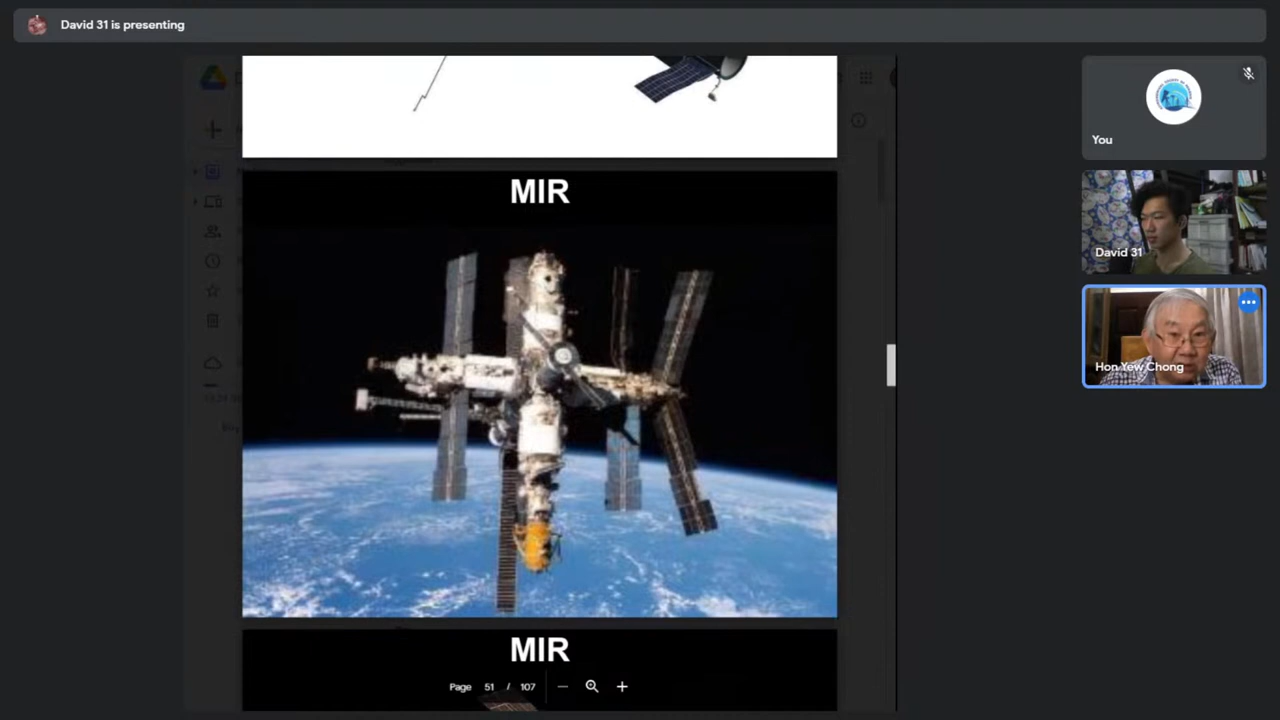 David 31 is presenting
MIR
MIR
Page 51 / 107
You
David 31
Hon Yew Chong